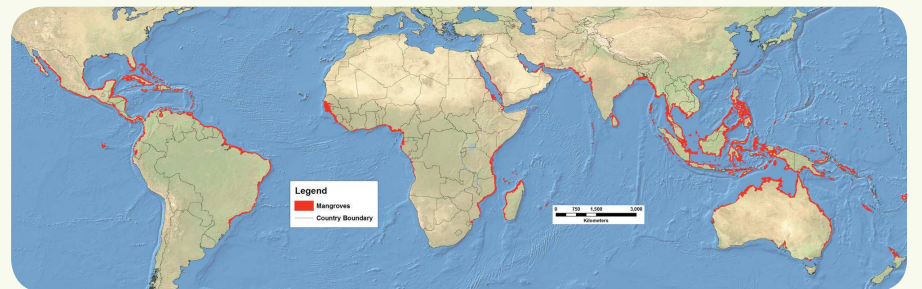 Legend
Mangroves
Country Boundary
0 750 1,500 3,000
Kilometers